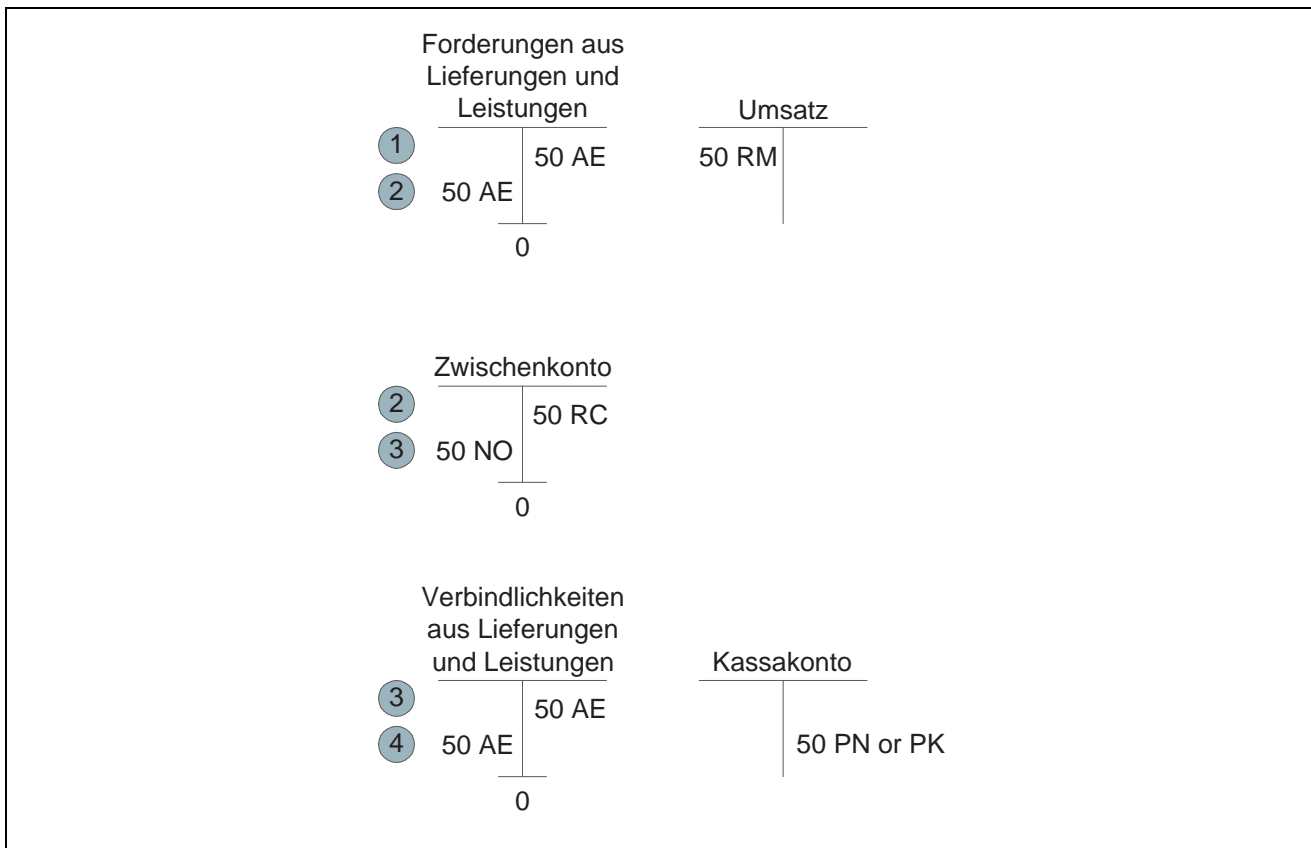 Forderungen aus
Lieferungen und
Leistungen
Umsatz
1
50 AE
50 RM
2
50 AE
0
Zwischenkonto
2
50 RC
3
50 NO
0
Verbindlichkeiten
aus Lieferungen
und Leistungen
Kassakonto
3
50 AE
4
50 AE
50 PN or PK
0